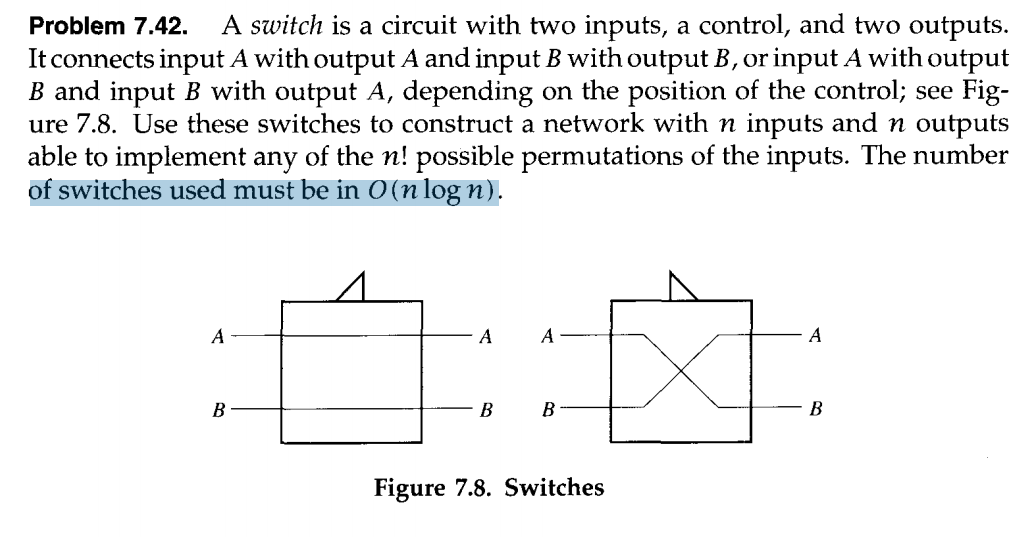 Problem 7.42. A switch is a circuit with two inputs, a control, and two outputs.
It connects input A with output A and input B with output B, or input A with output
B and input B with output A, depending on the position of the control; see Fig-
ure 7.8. Use these switches to construct a network with n inputs and n outputs
able to implement any of the n! possible permutations of the inputs. The number
of switches used must be in O(n log n).
A A A A
B B B B
Figure 7.8. Switches